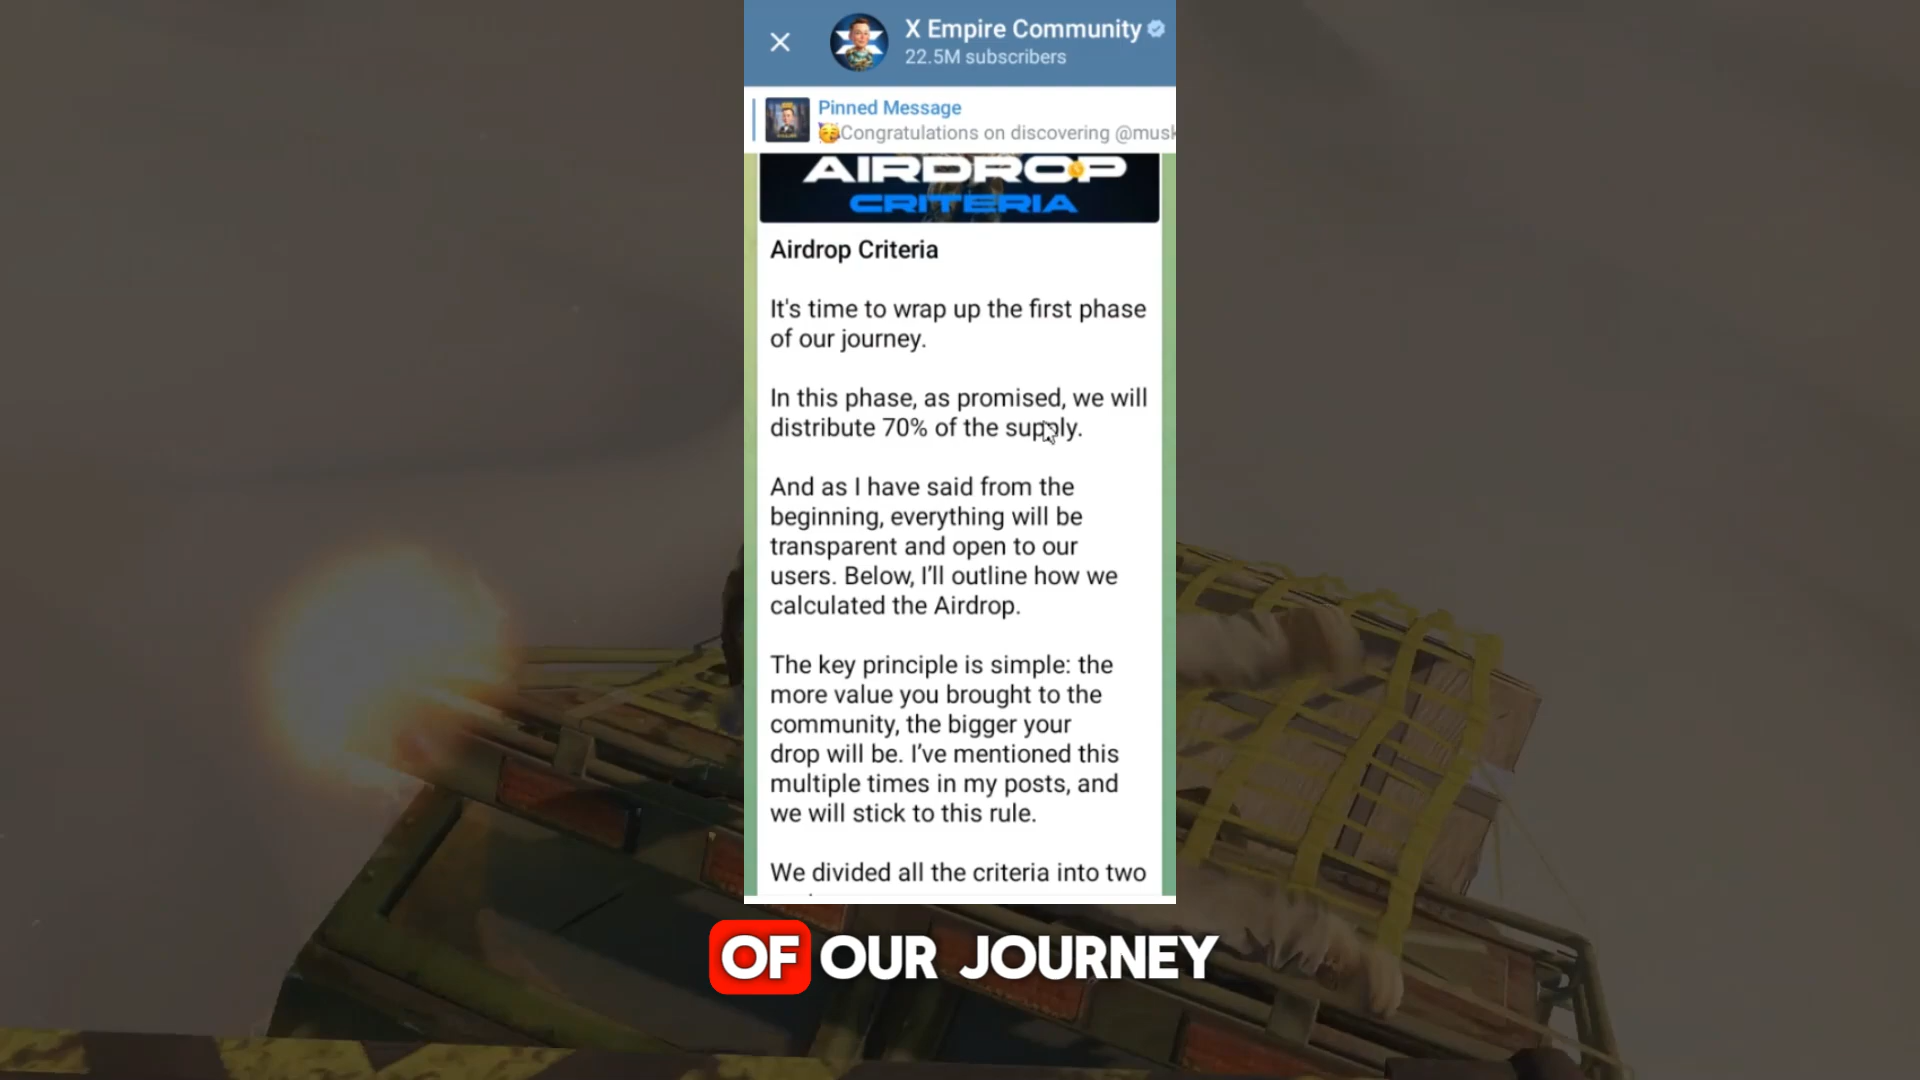 X Empire Community
22.5M subscribers
Pinned Message
🥳Congratulations on discovering @musk
AIRDROP
CRITERIA
Airdrop Criteria
It's time to wrap up the first phase
of our journey.
In this phase, as promised, we will
distribute 70% of the supply.
And as I have said from the
beginning, everything will be
transparent and open to our
users. Below, I’ll outline how we
calculated the Airdrop.
The key principle is simple: the
more value you brought to the
community, the bigger your
drop will be. I’ve mentioned this
multiple times in my posts, and
we will stick to this rule.
We divided all the criteria into two
OF OUR JOURNEY